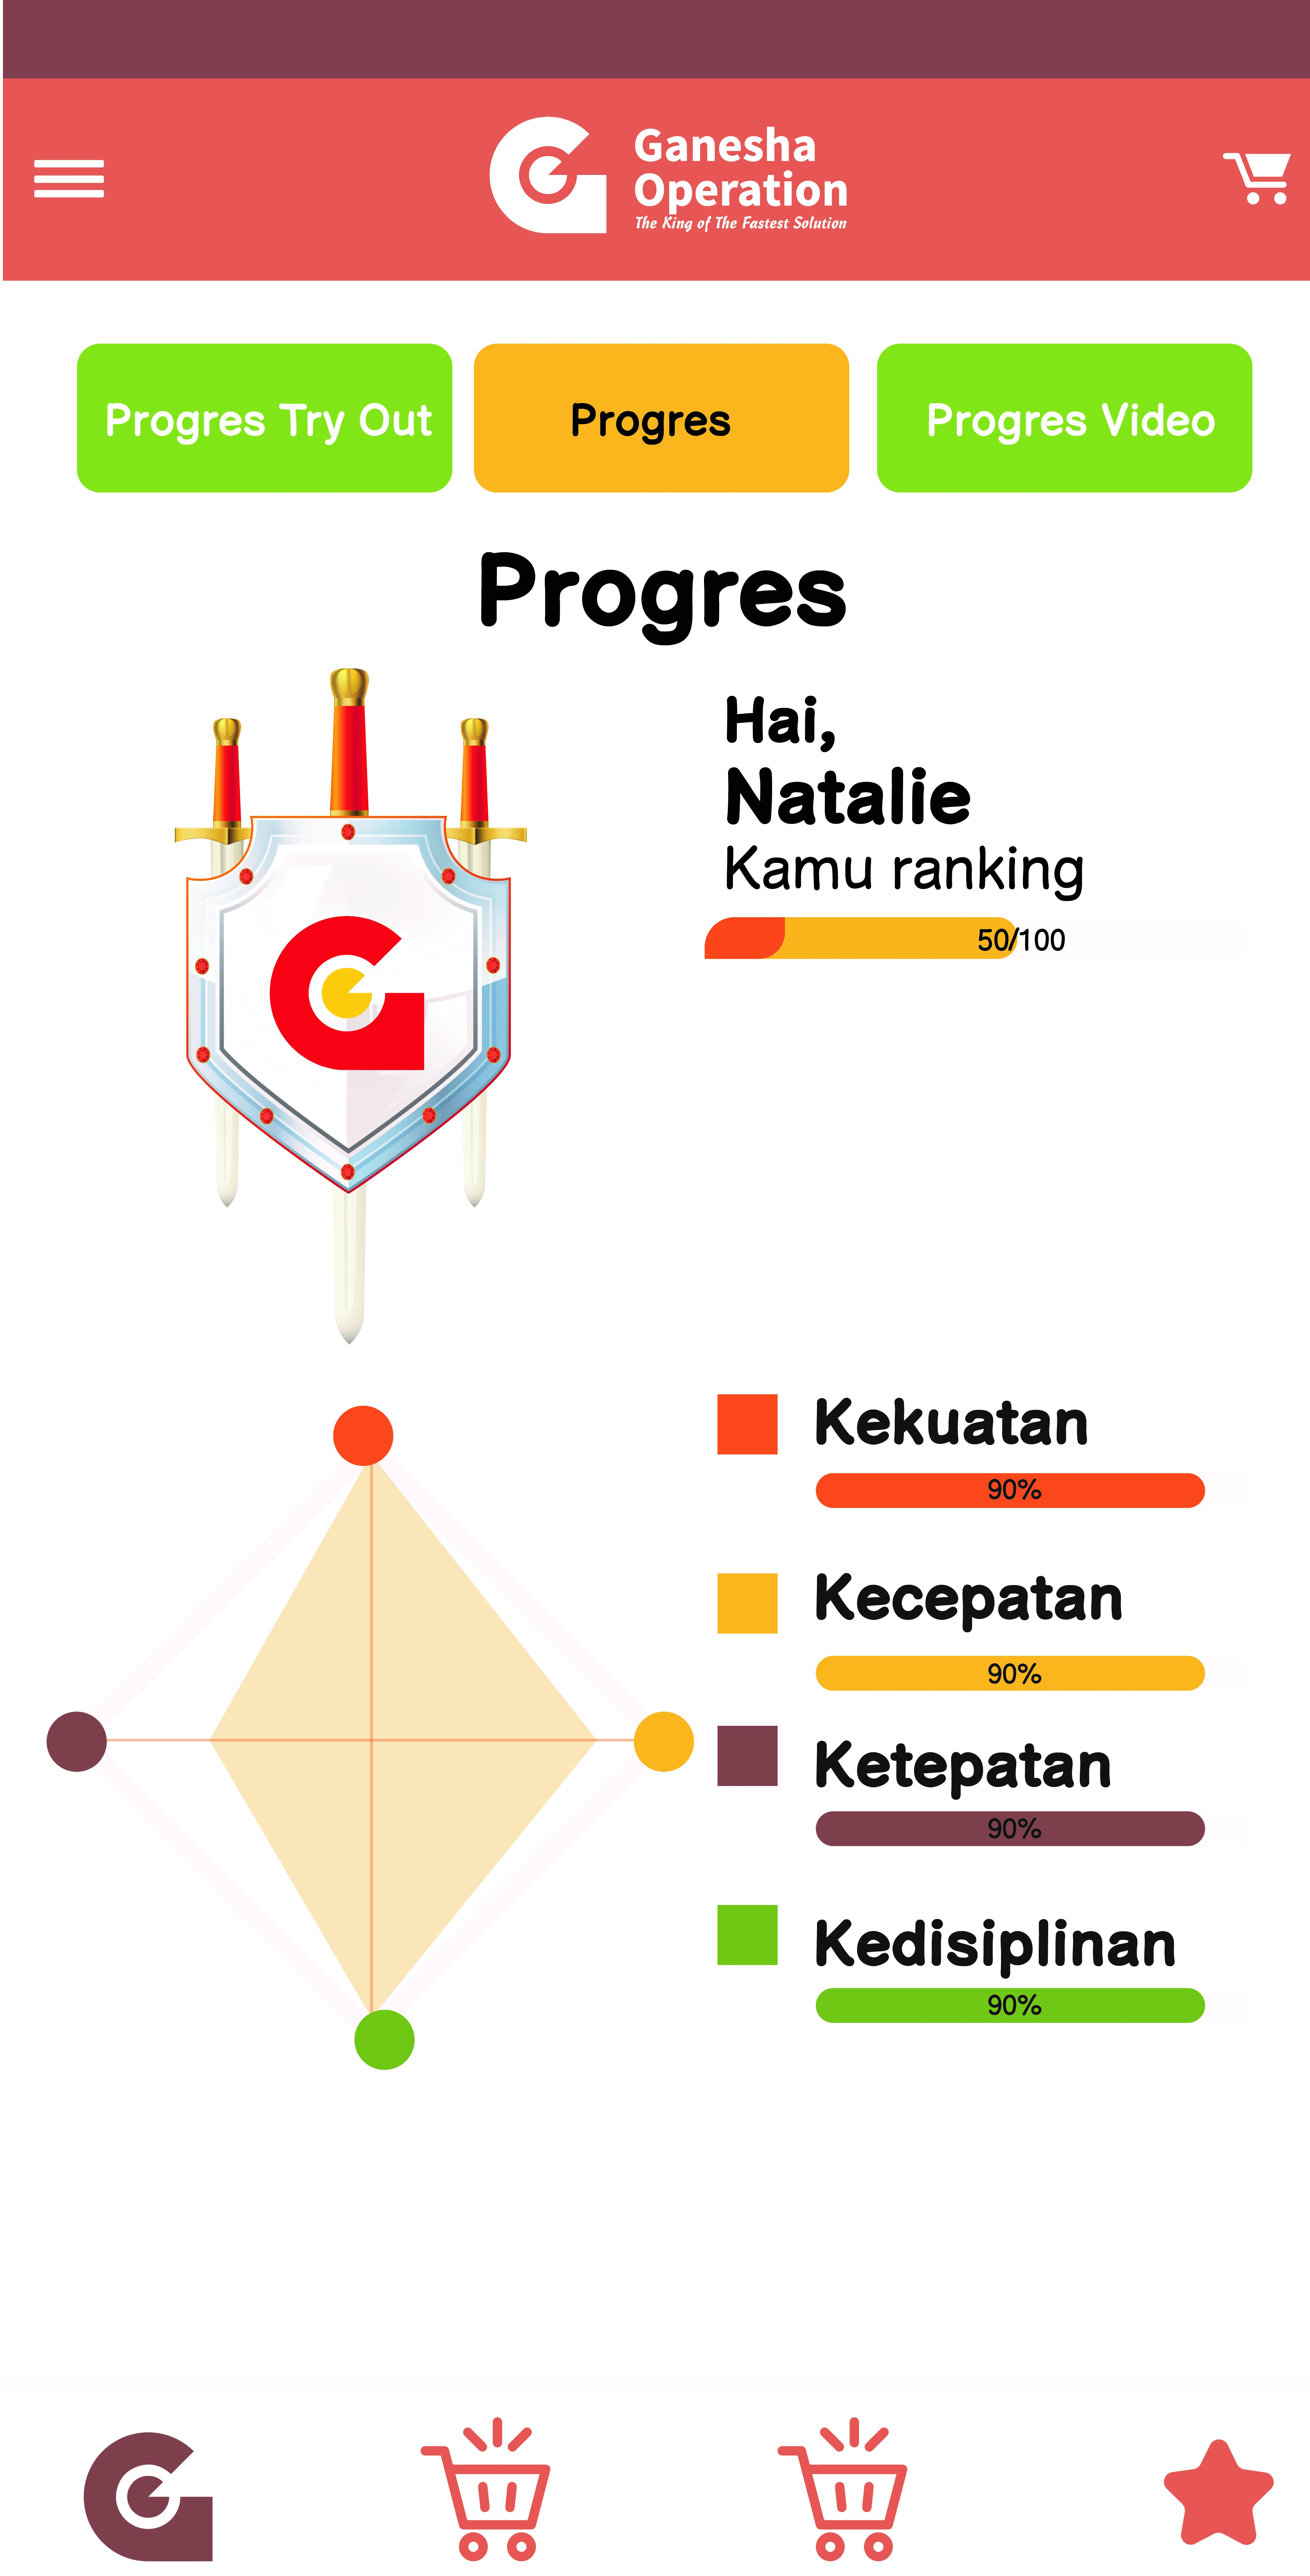 Ganesha
Operation
The King of The Fastest Solution
Progres Try Out
Progres
Progres Video
Progres
Hai,
Natalie
Kamu ranking
50/100
Kekuatan
90%
Kecepatan
90%
Ketepatan
90%
Kedisiplinan
90%